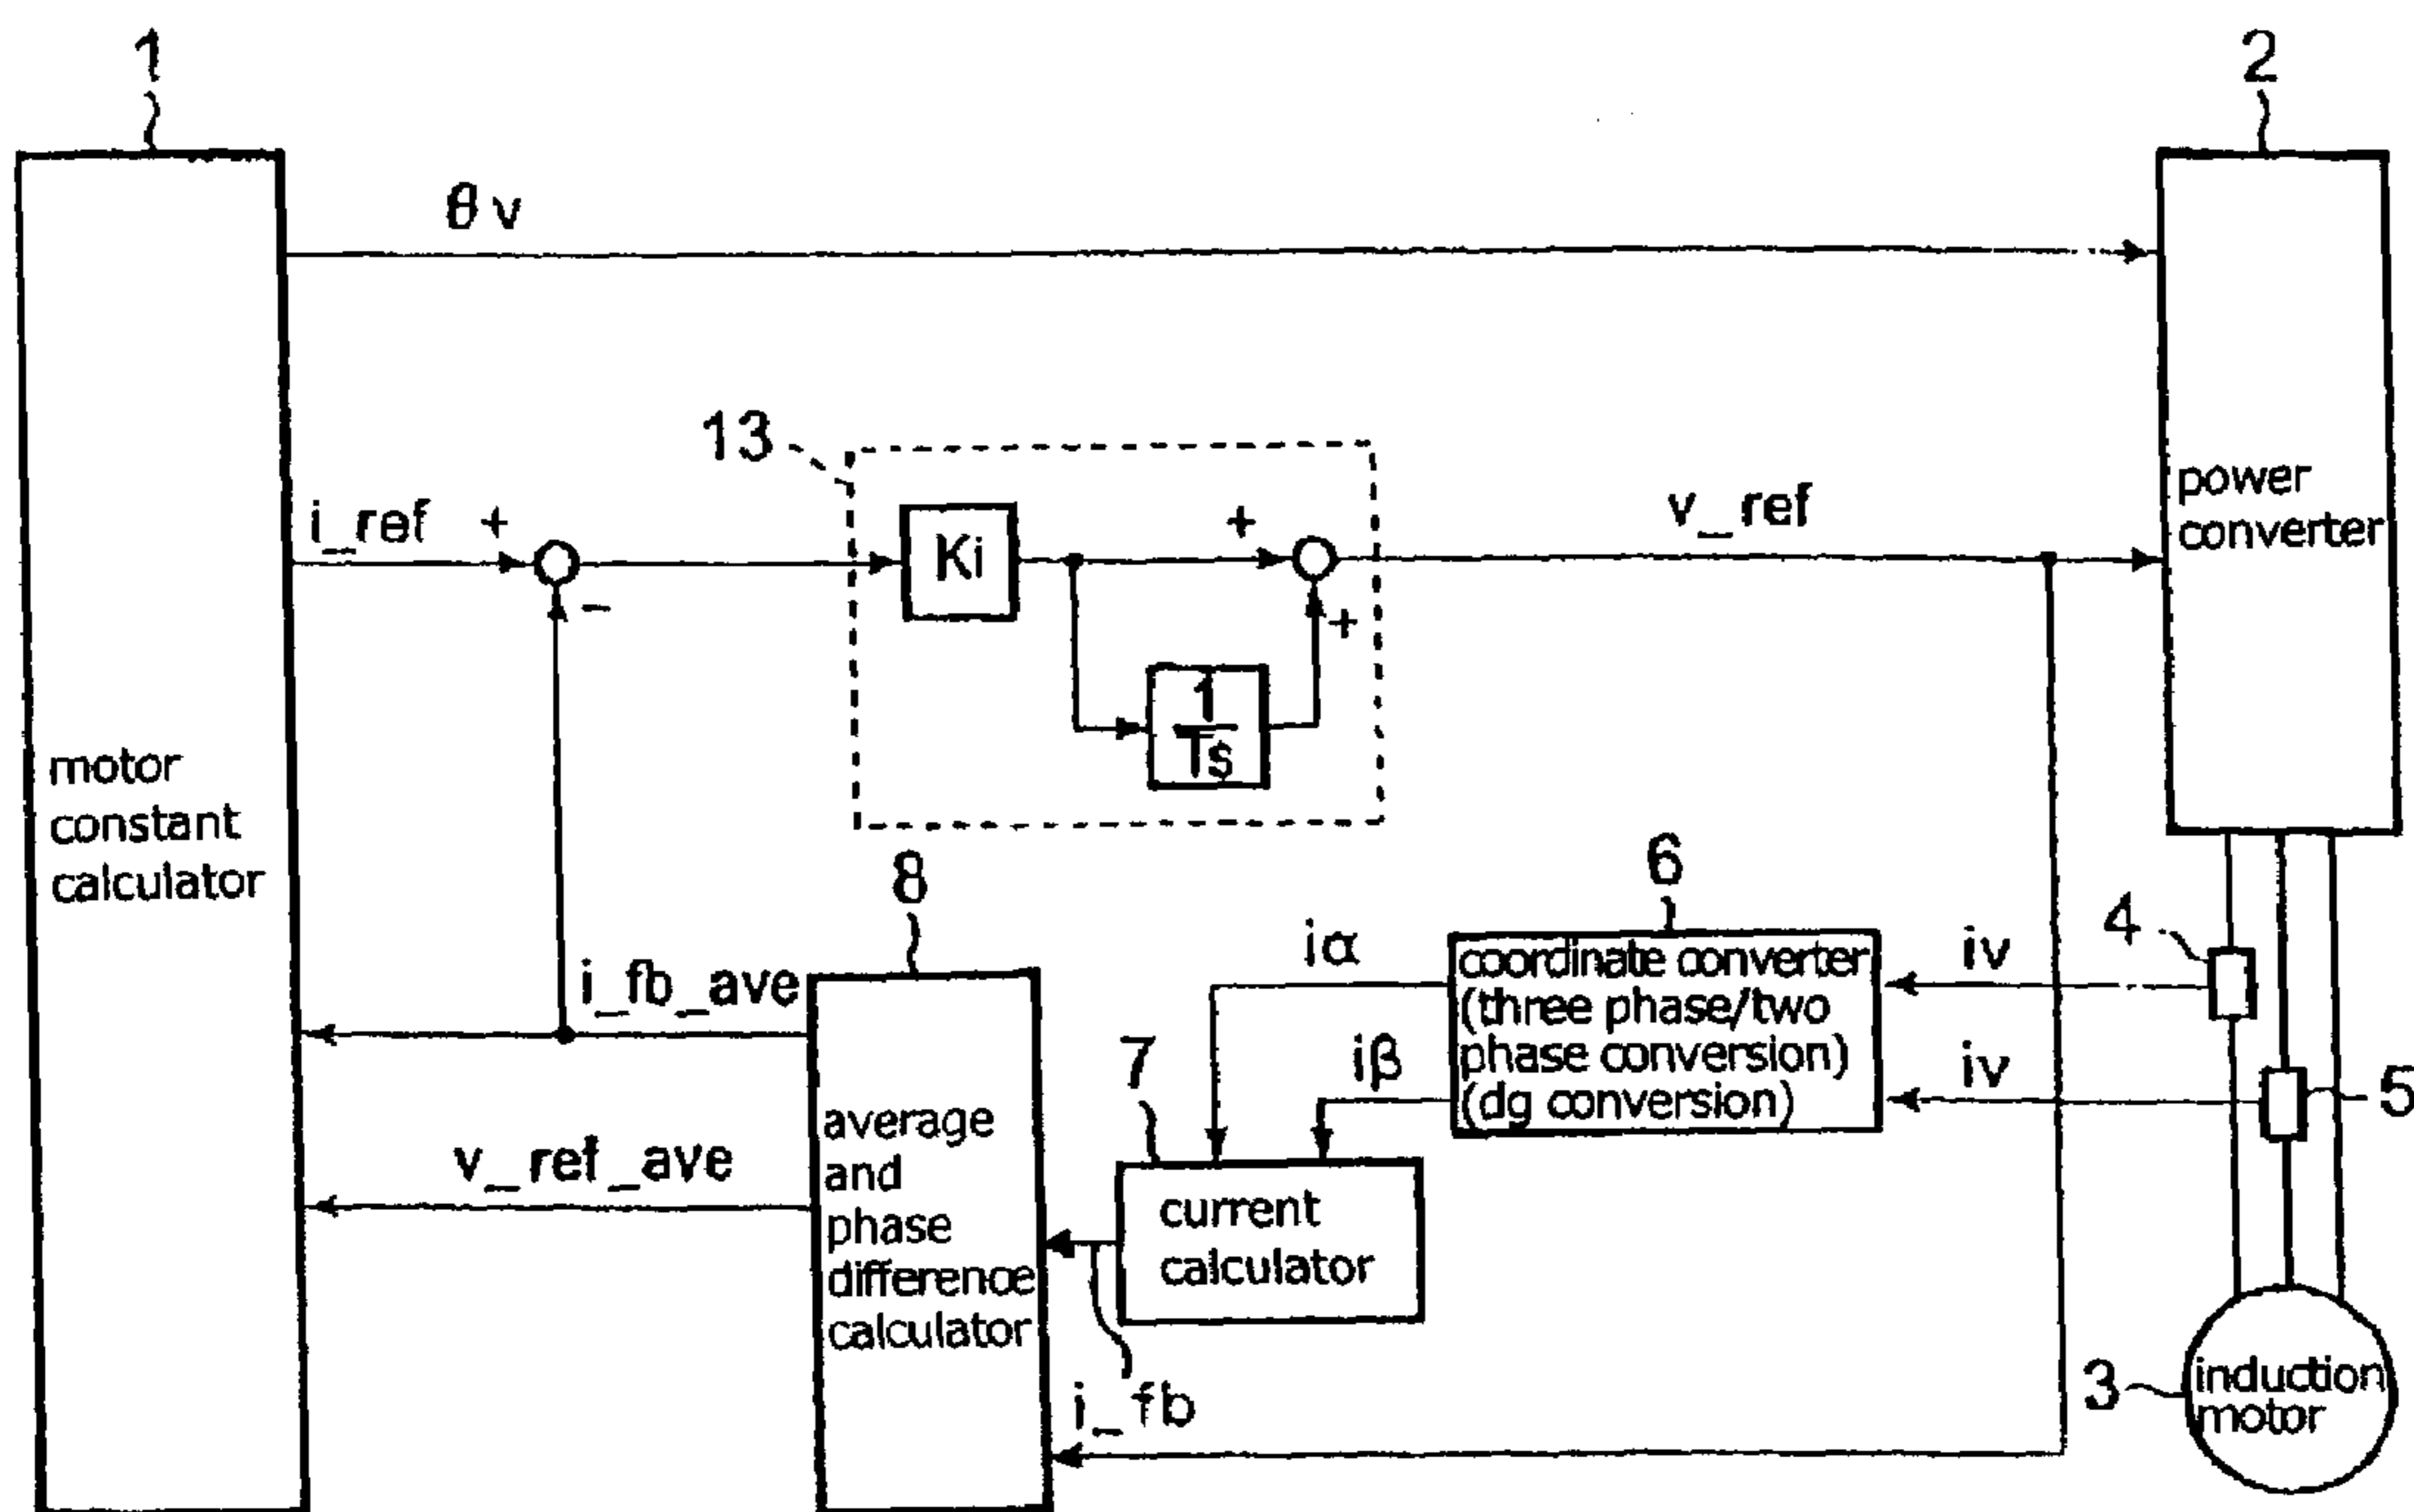 1
2
θv
13
i_ref
+
-
Ki
+
+
1
Ts
v_ref
power
converter
motor
constant
calculator
8
6
4
iα
coordinate converter
(three phase/two
phase conversion)
(dg conversion)
iv
i_fb_ave
7
iβ
iv
5
average
and
phase
difference
calculator
v_ref_ave
current
calculator
i_fb
3
induction
motor